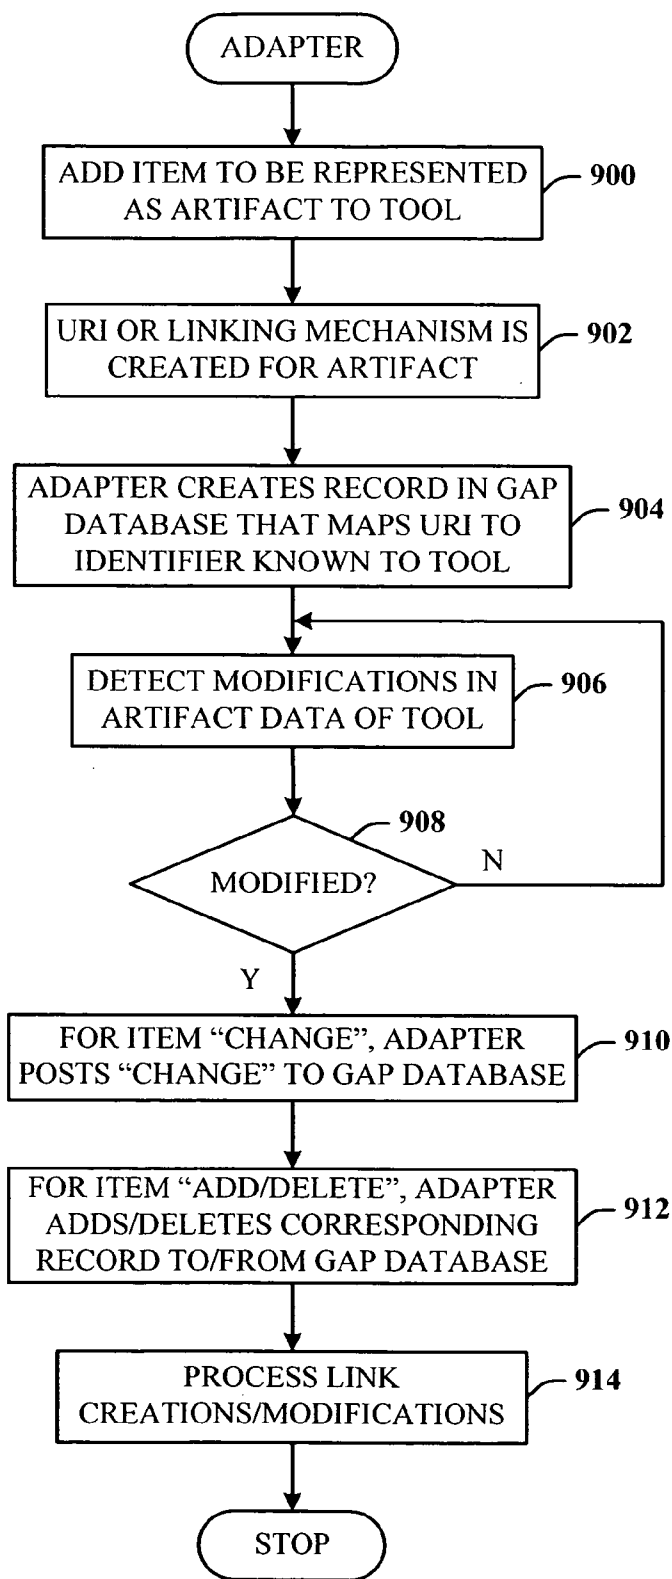 ADAPTER
ADD ITEM TO BE REPRESENTED
AS ARTIFACT TO TOOL
900
URI OR LINKING MECHANISM IS
CREATED FOR ARTIFACT
902
ADAPTER CREATES RECORD IN GAP
DATABASE THAT MAPS URI TO
IDENTIFIER KNOWN TO TOOL
904
DETECT MODIFICATIONS IN
ARTIFACT DATA OF TOOL
906
908
MODIFIED?
N
Y
FOR ITEM “CHANGE”, ADAPTER
POSTS “CHANGE” TO GAP DATABASE
910
FOR ITEM “ADD/DELETE”, ADAPTER
ADDS/DELETES CORRESPONDING
RECORD TO/FROM GAP DATABASE
912
PROCESS LINK
CREATIONS/MODIFICATIONS
914
STOP